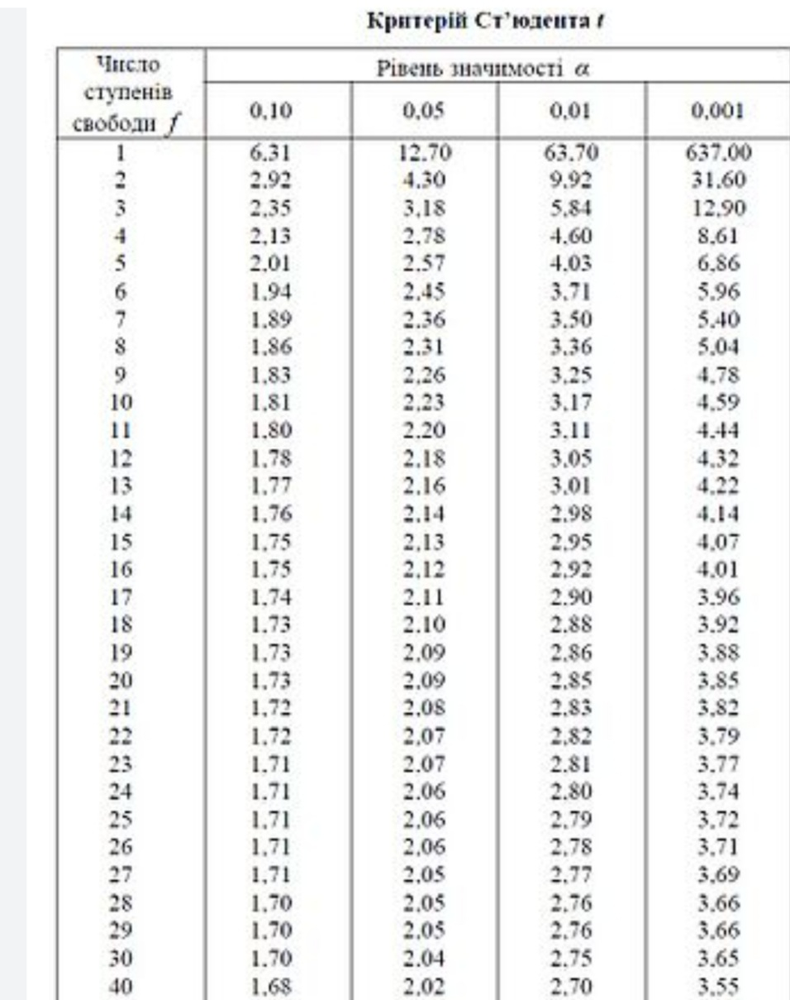 Критерій Ст’юдента t
Число ступенів свободи f
Рівень значимості α
0,10 0,05 0,01 0,001
1 6.31 12.70 63.70 637.00
2 2.92 4.30 9.92 31.60
3 2,35 3,18 5,84 12,90
4 2,13 2,78 4,60 8,61
5 2,01 2,57 4,03 6,86
6 1,94 2,45 3,71 5,96
7 1,89 2,36 3,50 5,40
8 1,86 2,31 3,36 5,04
9 1,83 2,26 3,25 4,78
10 1,81 2,23 3,17 4,59
11 1,80 2,20 3,11 4,44
12 1,78 2,18 3,05 4,32
13 1,77 2,16 3,01 4,22
14 1,76 2,14 2,98 4,14
15 1,75 2,13 2,95 4,07
16 1,75 2,12 2,92 4,01
17 1,74 2,11 2,90 3,96
18 1,73 2,10 2,88 3,92
19 1,73 2,09 2,86 3,88
20 1,73 2,09 2,85 3,85
21 1,72 2,08 2,83 3,82
22 1,72 2,07 2,82 3,79
23 1,71 2,07 2,81 3,77
24 1,71 2,06 2,80 3,74
25 1,71 2,06 2,79 3,72
26 1,71 2,06 2,78 3,71
27 1,71 2,05 2,77 3,69
28 1,70 2,05 2,76 3,66
29 1,70 2,05 2,76 3,66
30 1,70 2,04 2,75 3,65
40 1,68 2,02 2,70 3,55